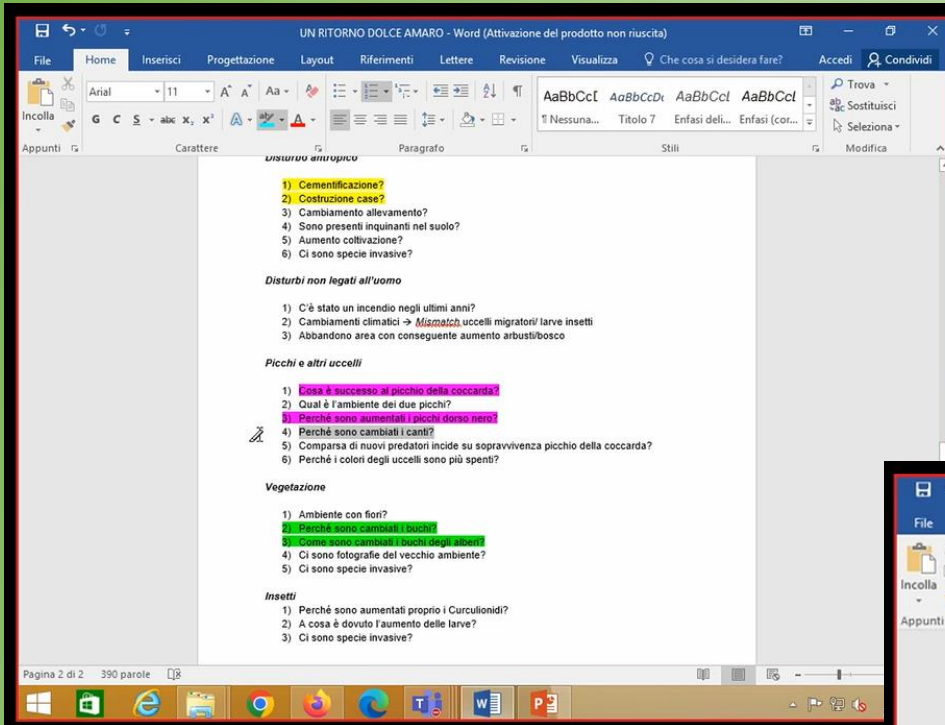 UN RITORNO DOLCE AMARO - Word (Attivazione del prodotto non riuscita)
File Home Inserisci Progettazione Layout Riferimenti Lettere Revisione Visualizza Che cosa si desidera fare? Accedi Condividi
Incolla
Arial 11 Aa
G C S abc X₂ X²
AaBbCcI AaBbCcDc AaBbCcl AaBbCcl
¶ Nessuna... Titolo 7 Enfasi deli... Enfasi (cor...
Trova
Sostituisci
Seleziona
Appunti Carattere Paragrafo Stili Modifica
Disturbo antropico
1) Cementificazione?
2) Costruzione case?
3) Cambiamento allevamento?
4) Sono presenti inquinanti nel suolo?
5) Aumento coltivazione?
6) Ci sono specie invasive?
Disturbi non legati all'uomo
1) C'è stato un incendio negli ultimi anni?
2) Cambiamenti climatici → Mismatch uccelli migratori/ larve insetti
3) Abbandono area con conseguente aumento arbusti/bosco
Picchi e altri uccelli
1) Cosa è successo al picchio della coccarda?
2) Qual è l'ambiente dei due picchi?
3) Perché sono aumentati i picchi dorso nero?
4) Perché sono cambiati i canti?
5) Comparsa di nuovi predatori incide su sopravvivenza picchio della coccarda?
6) Perché i colori degli uccelli sono più spenti?
Vegetazione
1) Ambiente con fiori?
2) Perché sono cambiati i buchi?
3) Come sono cambiati i buchi degli alberi?
4) Ci sono fotografie del vecchio ambiente?
5) Ci sono specie invasive?
Insetti
1) Perché sono aumentati proprio i Curculionidi?
2) A cosa è dovuto l'aumento delle larve?
3) Ci sono specie invasive?
Pagina 2 di 2 390 parole
File
Incolla
Appunti